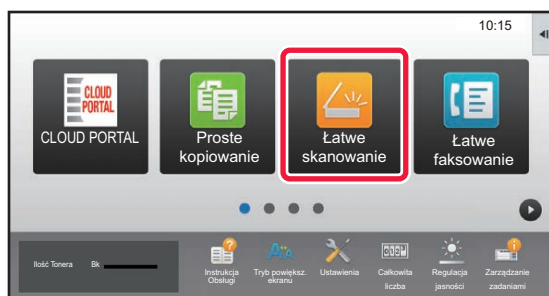 10:15
CLOUD
PORTAL
CLOUD PORTAL
Proste
kopiowanie
Łatwe
skanowanie
Łatwe
faksowanie
Ilość Tonera
Bk
Instrukcja
Obsługi
Tryb powiększ.
ekranu
Ustawienia
Całkowita
liczba
Regulacja
jasności
Zarządzanie
zadaniami